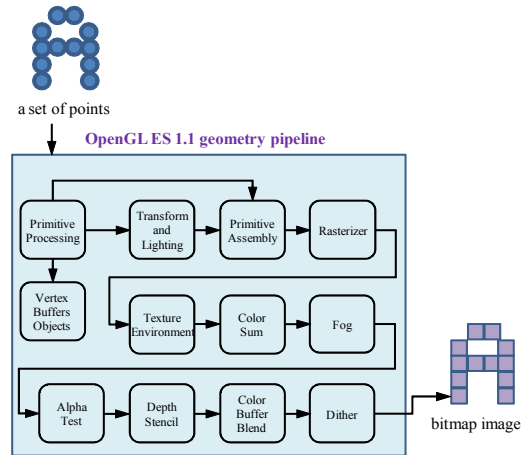 a set of points
OpenGL ES 1.1 geometry pipeline
Primitive
Processing
Transform
and
Lighting
Primitive
Assembly
Rasterizer
Vertex
Buffers
Objects
Texture
Environment
Color
Sum
Fog
Alpha
Test
Depth
Stencil
Color
Buffer
Blend
Dither
bitmap image